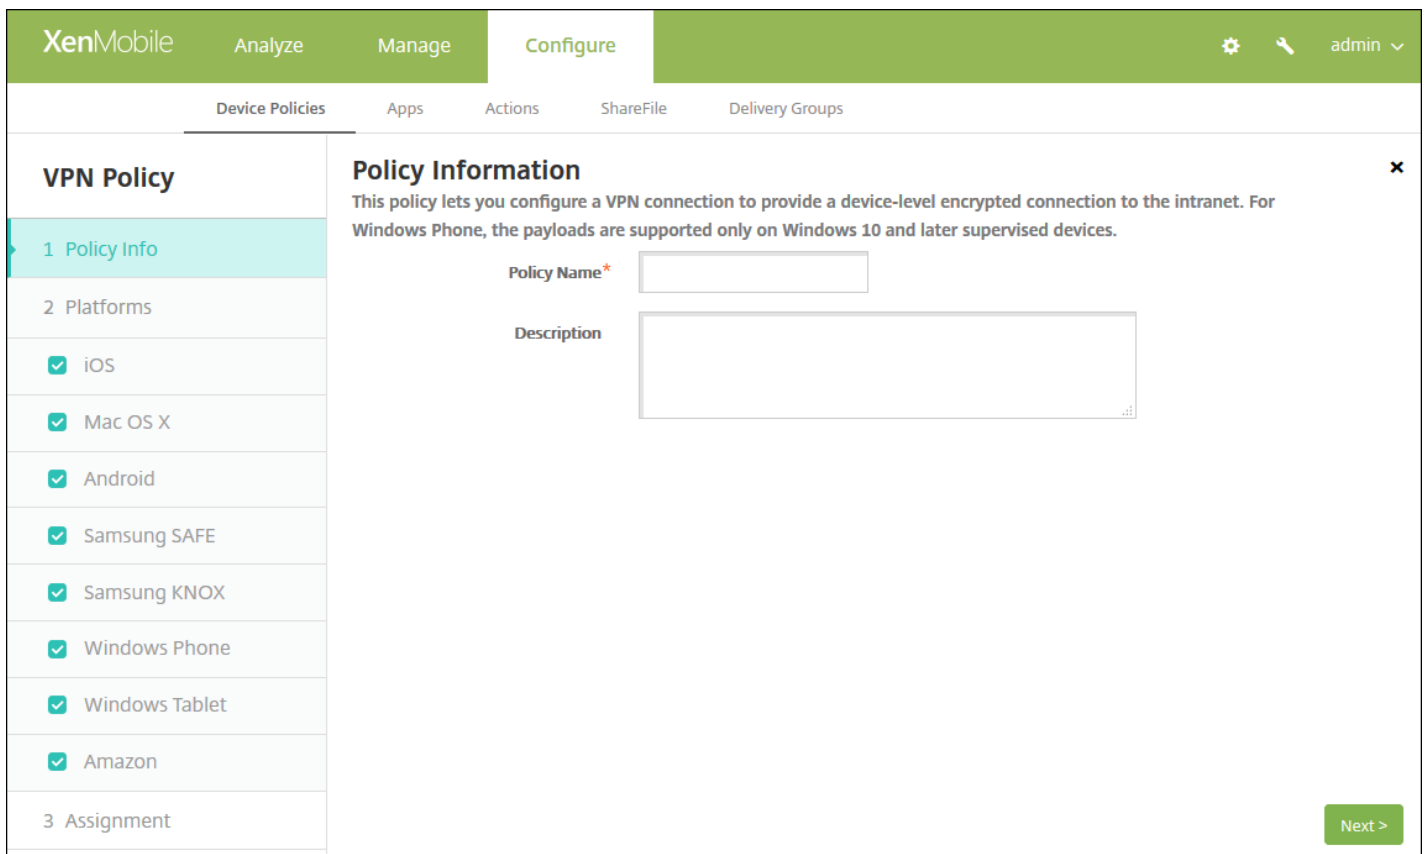 XenMobile Analyze Manage Configure admin
Device Policies Apps Actions ShareFile Delivery Groups
VPN Policy
1 Policy Info
2 Platforms
iOS
Mac OS X
Android
Samsung SAFE
Samsung KNOX
Windows Phone
Windows Tablet
Amazon
3 Assignment
Policy Information
This policy lets you configure a VPN connection to provide a device-level encrypted connection to the intranet. For
Windows Phone, the payloads are supported only on Windows 10 and later supervised devices.
Policy Name*
Description
Next >